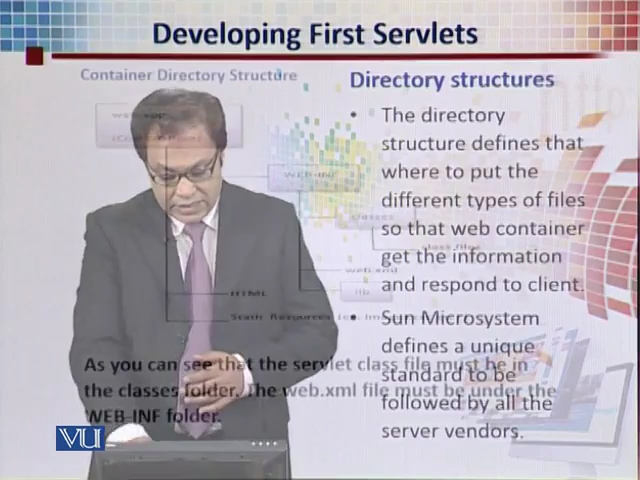 Developing First Servlets
Container Directory Structure
WEB-INF
classes
class files
web.xml
lib
HTML
As you can see that the servlet class file must be in
the classes folder. The web.xml file must be under the
WEB-INF folder.
Directory structures
• The directory
structure defines that
where to put the
different types of files
so that web container
get the information
and respond to client.
• Sun Microsystem
defines a unique
standard to be
followed by all the
server vendors.
VU